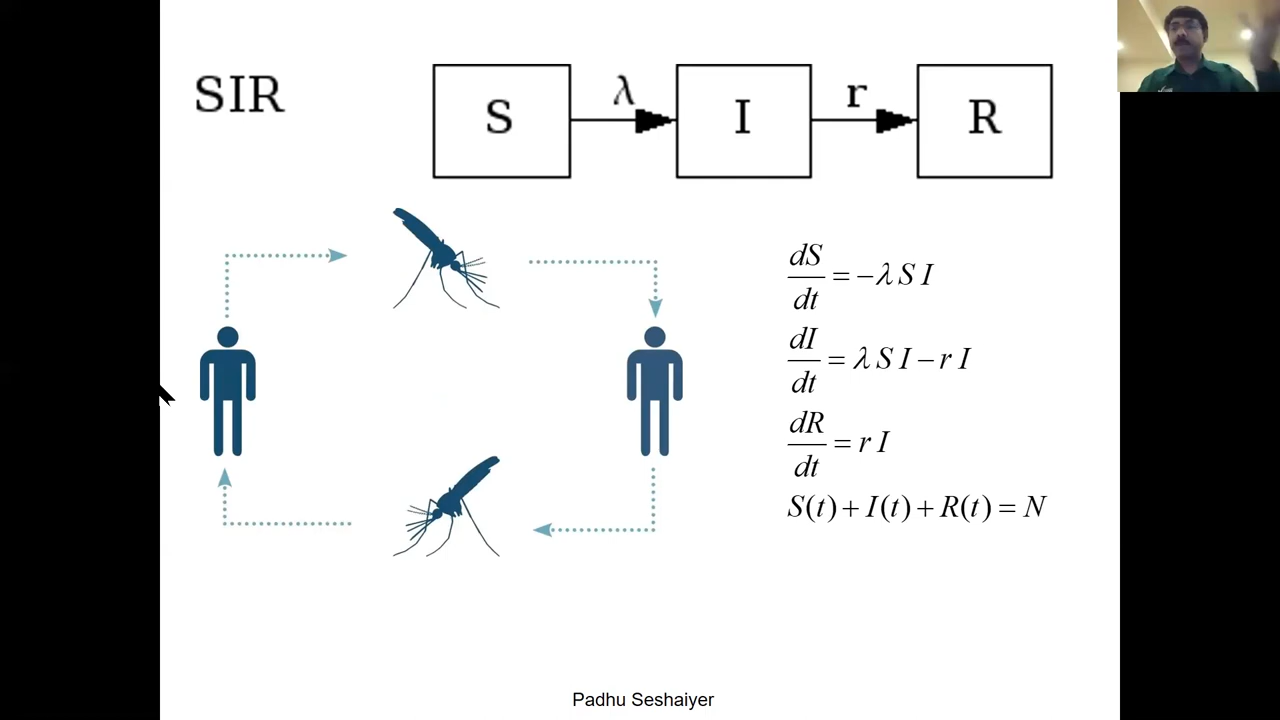 SIR
S λ I r R
dS/dt = −λ S I
dI/dt = λ S I − r I
dR/dt = r I
S(t) + I(t) + R(t) = N
Padhu Seshaiyer